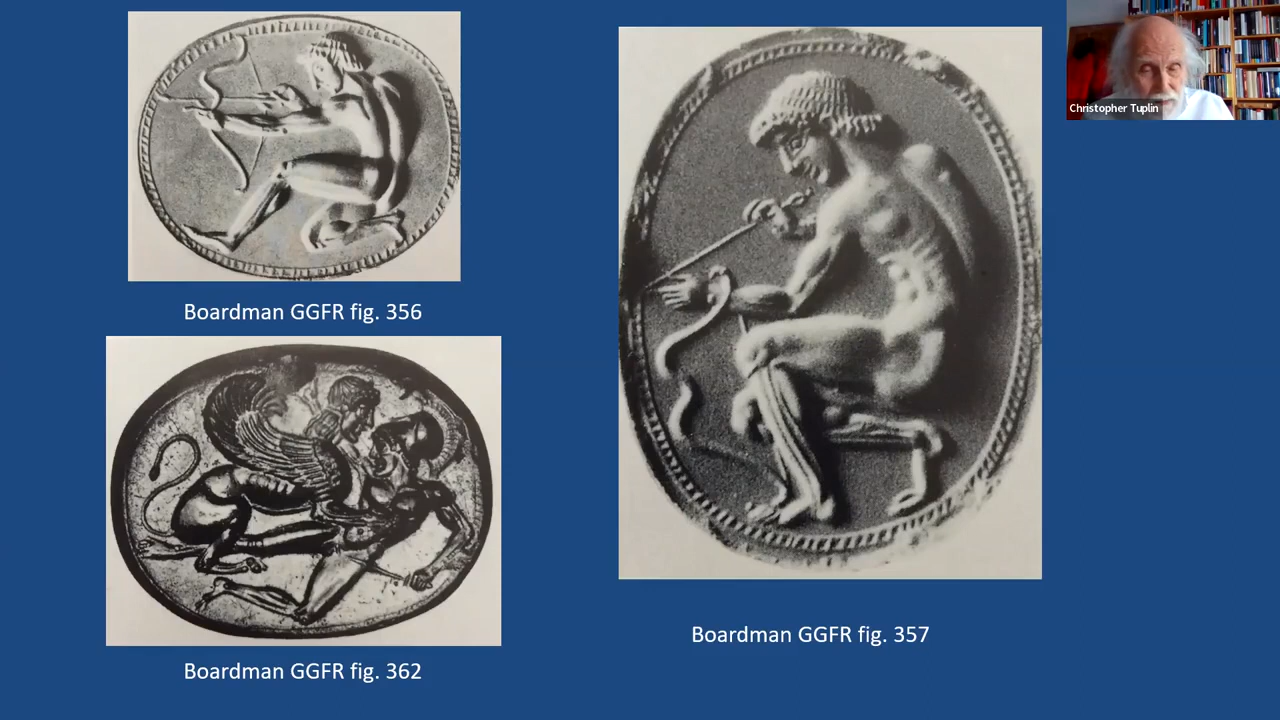 Boardman GGFR fig. 356
Boardman GGFR fig. 362
Boardman GGFR fig. 357
Christopher Tuplin